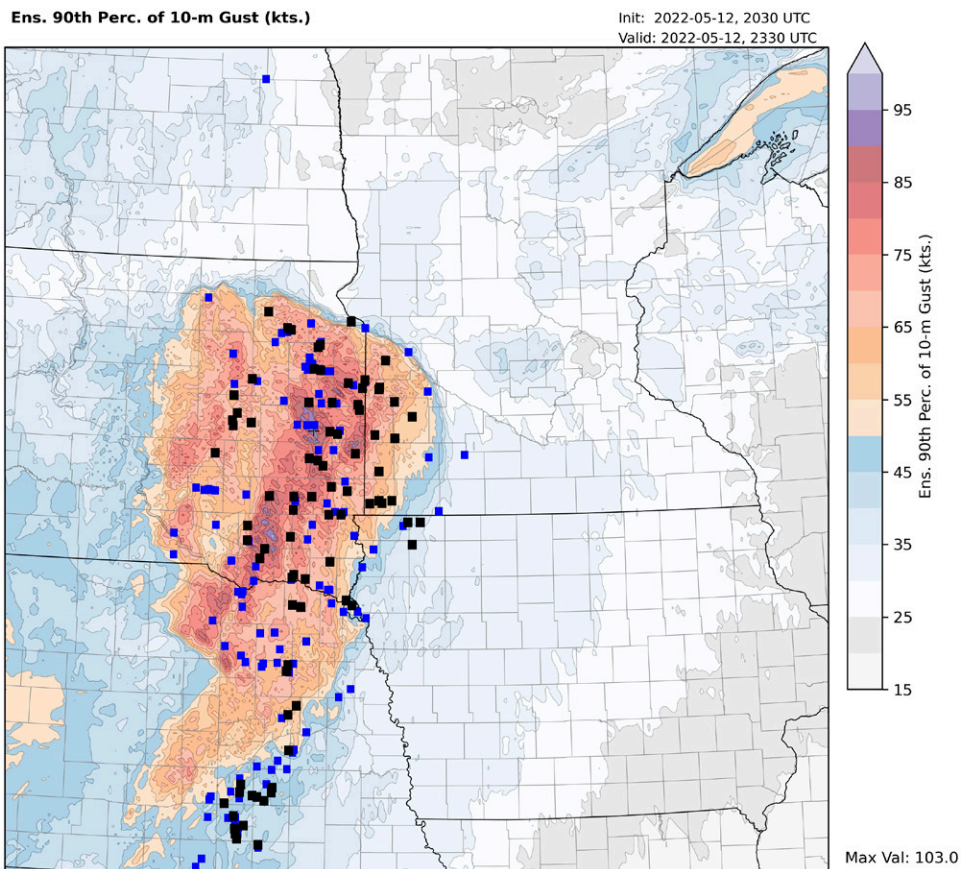 Ens. 90th Perc. of 10-m Gust (kts.)
Init: 2022-05-12, 2030 UTC
Valid: 2022-05-12, 2330 UTC
95
85
75
65
55
45
35
25
15
Ens. 90th Perc. of 10-m Gust (kts.)
Max Val: 103.0